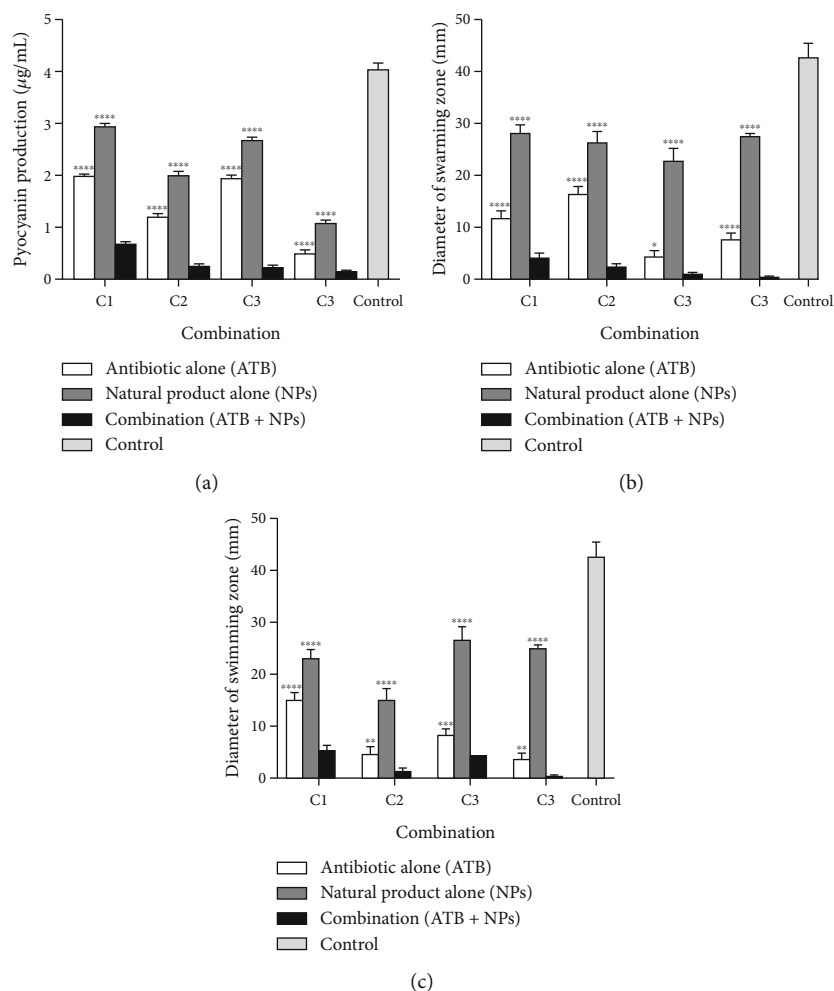 5
4
3
2
1
0
Pyocyanin production (µg/mL)
**** **** **** **** **** **** **** ****
C1 C2 C3 C3 Control
Combination
Antibiotic alone (ATB)
Natural product alone (NPs)
Combination (ATB + NPs)
Control
(a)
50
40
30
20
10
0
Diameter of swarming zone (mm)
**** **** **** **** * **** **** ****
C1 C2 C3 C3 Control
Combination
Antibiotic alone (ATB)
Natural product alone (NPs)
Combination (ATB + NPs)
Control
(b)
50
40
30
20
10
0
Diameter of swimming zone (mm)
**** **** ** **** *** **** ** ****
C1 C2 C3 C3 Control
Combination
Antibiotic alone (ATB)
Natural product alone (NPs)
Combination (ATB + NPs)
Control
(c)